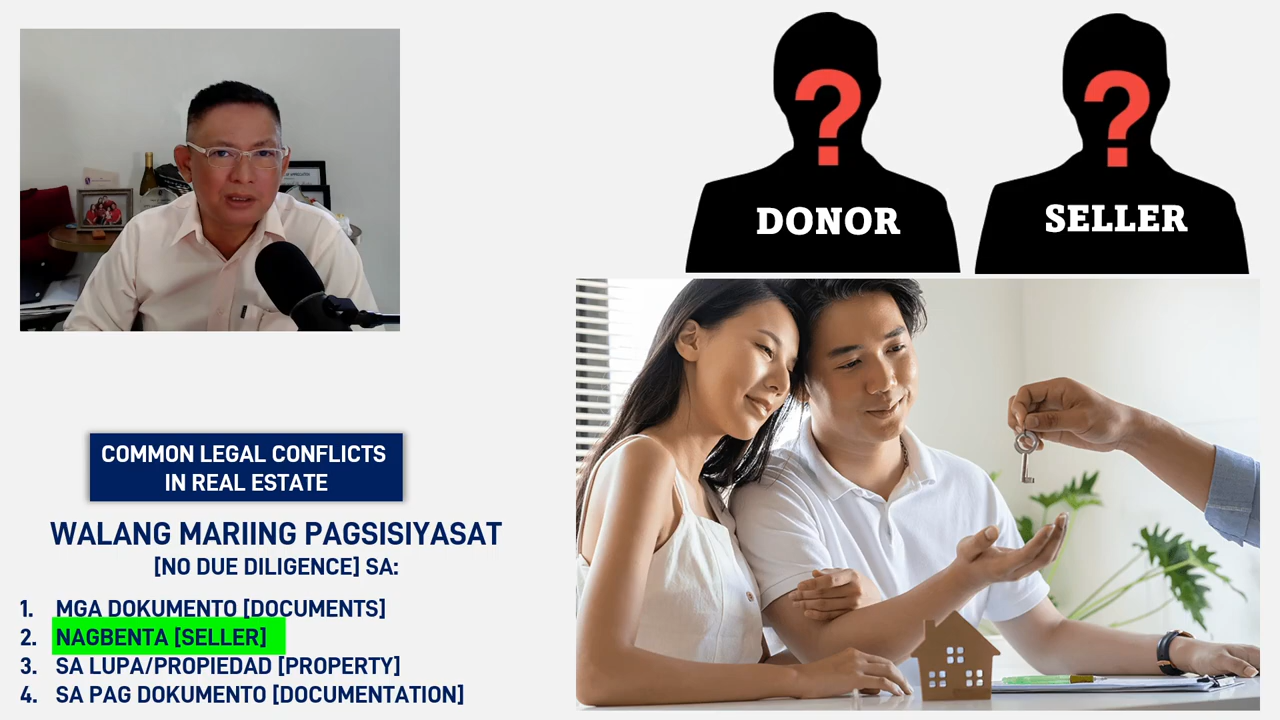 ?
?
DONOR
SELLER
COMMON LEGAL CONFLICTS
IN REAL ESTATE
WALANG MARIING PAGSISIYASAT
[NO DUE DILIGENCE] SA:
1. MGA DOKUMENTO [DOCUMENTS]
2. NAGBENTA [SELLER]
3. SA LUPA/PROPIEDAD [PROPERTY]
4. SA PAG DOKUMENTO [DOCUMENTATION]